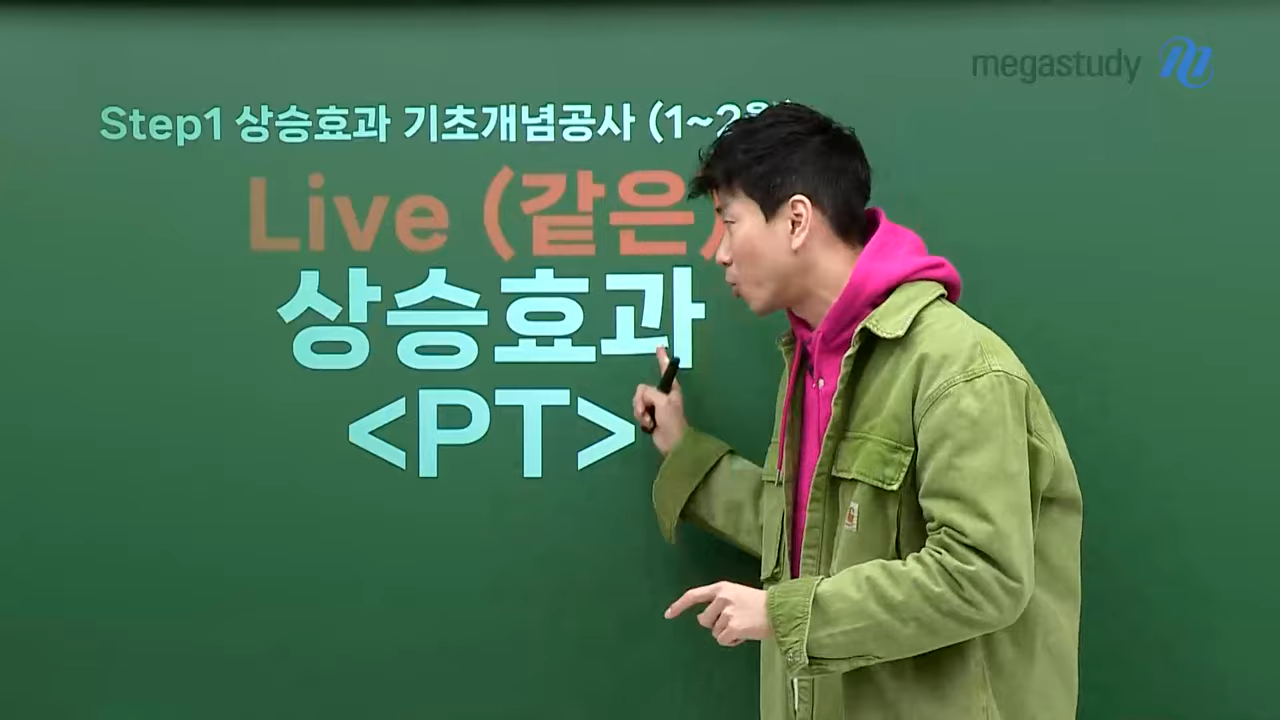 megastudy
Step1 상승효과 기초개념공사 (1~2월)
Live (같은)
상승효과
<PT>